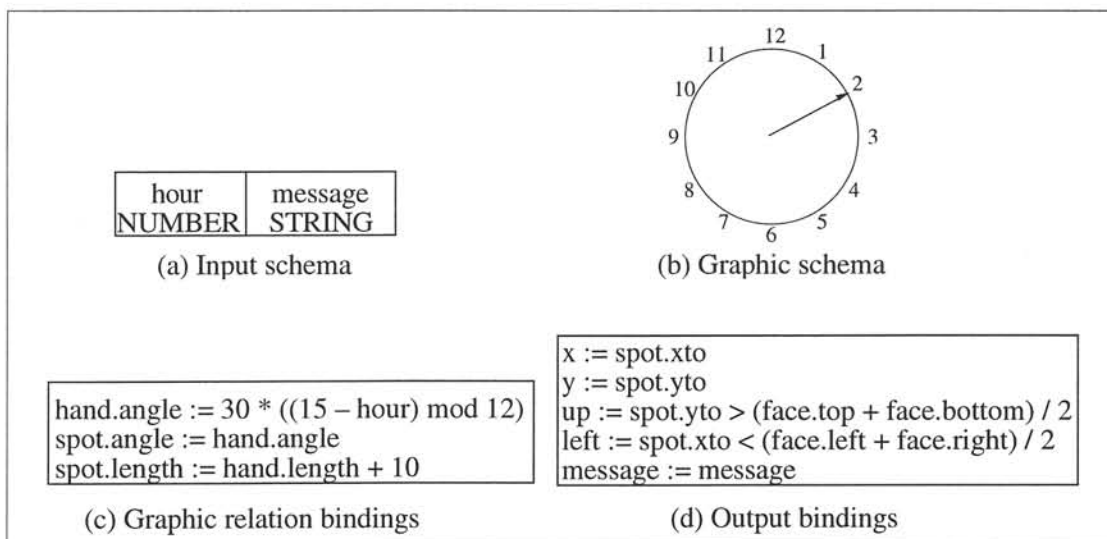 hour message
NUMBER STRING
(a) Input schema
12
11 1
10 2
9 3
8 4
7 5
6
(b) Graphic schema
hand.angle := 30 * ((15 – hour) mod 12)
spot.angle := hand.angle
spot.length := hand.length + 10
(c) Graphic relation bindings
x := spot.xto
y := spot.yto
up := spot.yto > (face.top + face.bottom) / 2
left := spot.xto < (face.left + face.right) / 2
message := message
(d) Output bindings